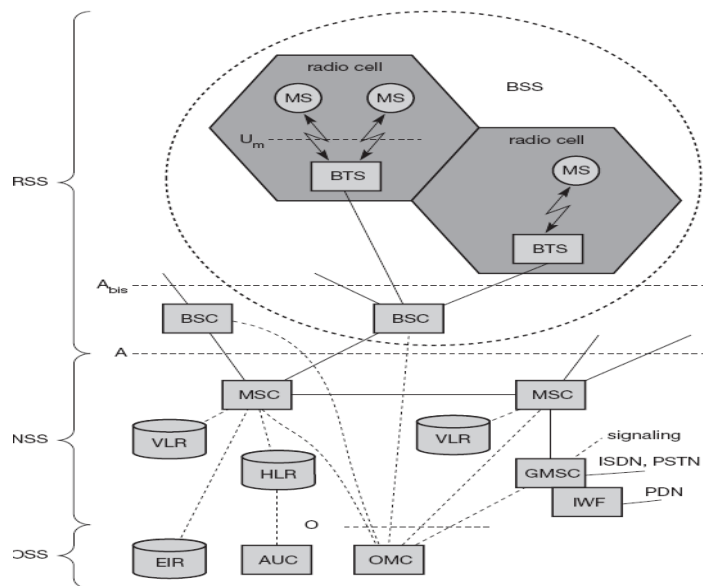 radio cell
BSS
MS
MS
radio cell
Um
MS
BTS
RSS
BTS
Abis
BSC
BSC
A
MSC
MSC
VLR
VLR
signaling
NSS
HLR
GMSC
ISDN, PSTN
IWF
PDN
O
OSS
EIR
AUC
OMC